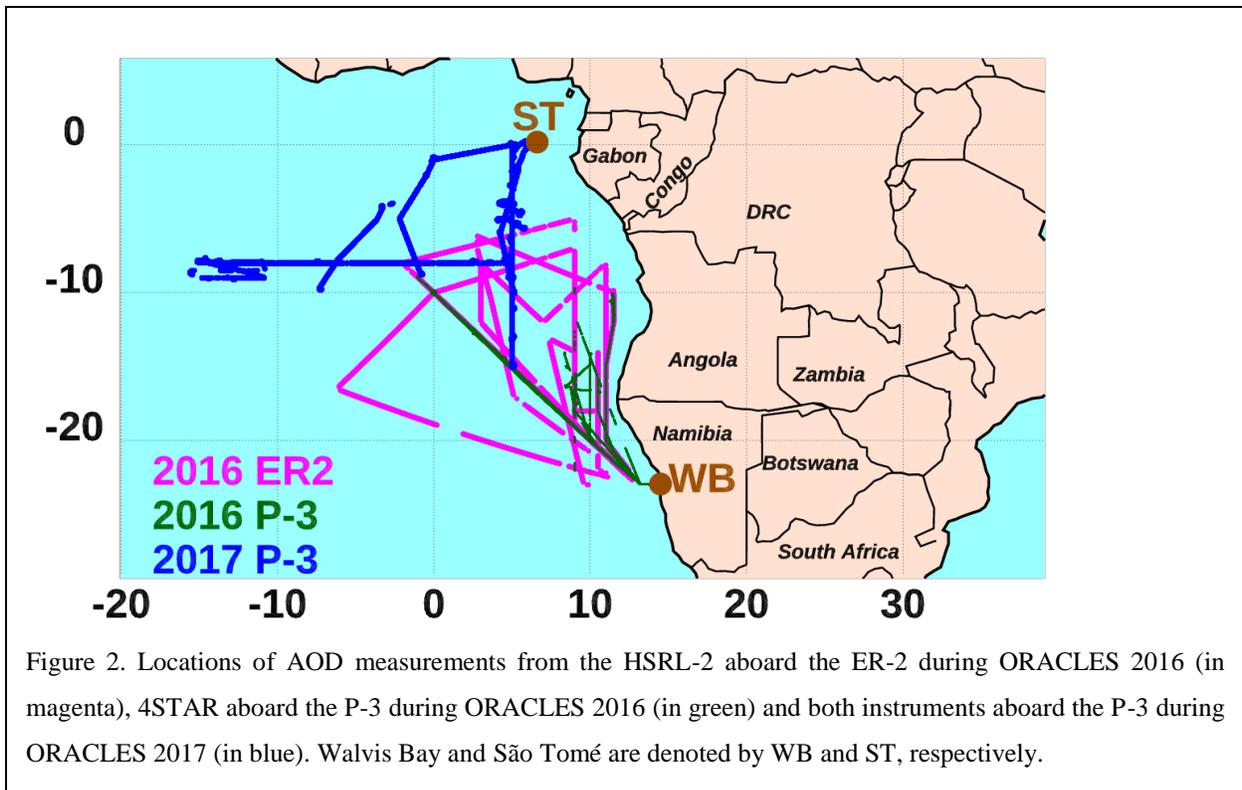 0
-10
-20
ST
Gabon
Congo
DRC
Angola
Zambia
Namibia
WB
Botswana
South Africa
2016 ER2
2016 P-3
2017 P-3
-20 -10 0 10 20 30
Figure 2. Locations of AOD measurements from the HSRL-2 aboard the ER-2 during ORACLES 2016 (in
magenta), 4STAR aboard the P-3 during ORACLES 2016 (in green) and both instruments aboard the P-3 during
ORACLES 2017 (in blue). Walvis Bay and São Tomé are denoted by WB and ST, respectively.